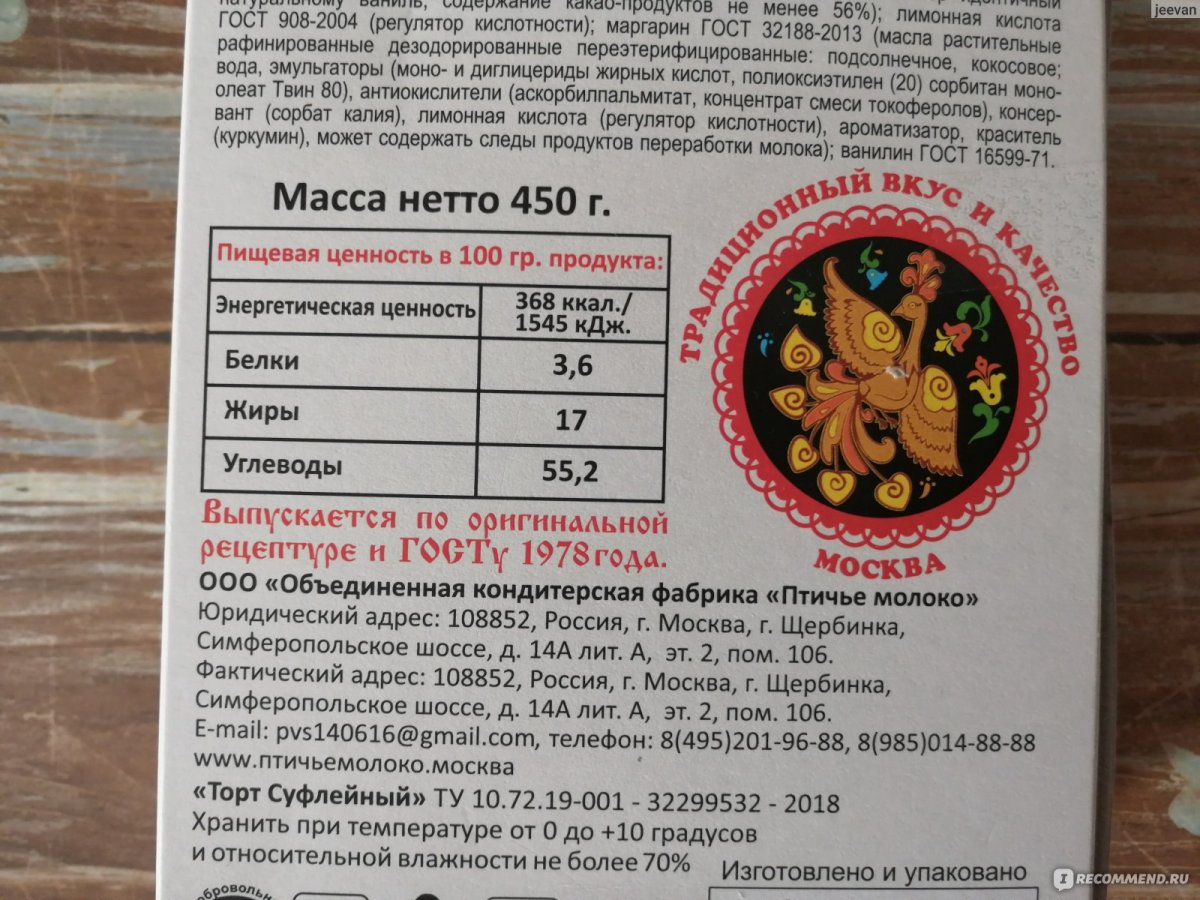 jeevan
натуральному ваниль, содержание какао-продуктов не менее 56%); лимонная кислота
ГОСТ 908-2004 (регулятор кислотности); маргарин ГОСТ 32188-2013 (масла растительные
рафинированные дезодорированные переэтерифицированные: подсолнечное, кокосовое;
вода, эмульгаторы (моно- и диглицериды жирных кислот, полиоксиэтилен (20) сорбитан моно-
олеат Твин 80), антиокислители (аскорбилпальмитат, концентрат смеси токоферолов), консер-
вант (сорбат калия), лимонная кислота (регулятор кислотности), ароматизатор, краситель
(куркумин), может содержать следы продуктов переработки молока); ванилин ГОСТ 16599-71.
Масса нетто 450 г.
Пищевая ценность в 100 гр. продукта:
Энергетическая ценность 368 ккал./
1545 кДж.
Белки 3,6
Жиры 17
Углеводы 55,2
ТРАДИЦИОННЫЙ ВКУС И КАЧЕСТВО
МОСКВА
Выпускается по оригинальной
рецептуре и ГОСТу 1978 года.
ООО «Объединенная кондитерская фабрика «Птичье молоко»
Юридический адрес: 108852, Россия, г. Москва, г. Щербинка,
Симферопольское шоссе, д. 14А лит. А, эт. 2, пом. 106.
Фактический адрес: 108852, Россия, г. Москва, г. Щербинка,
Симферопольское шоссе, д. 14А лит. А, эт. 2, пом. 106.
E-mail: pvs140616@gmail.com, телефон: 8(495)201-96-88, 8(985)014-88-88
www.птичьемолоко.москва
«Торт Суфлейный» ТУ 10.72.19-001 - 32299532 - 2018
Хранить при температуре от 0 до +10 градусов
и относительной влажности не более 70%
Изготовлено и упаковано
IRECOMMEND.RU